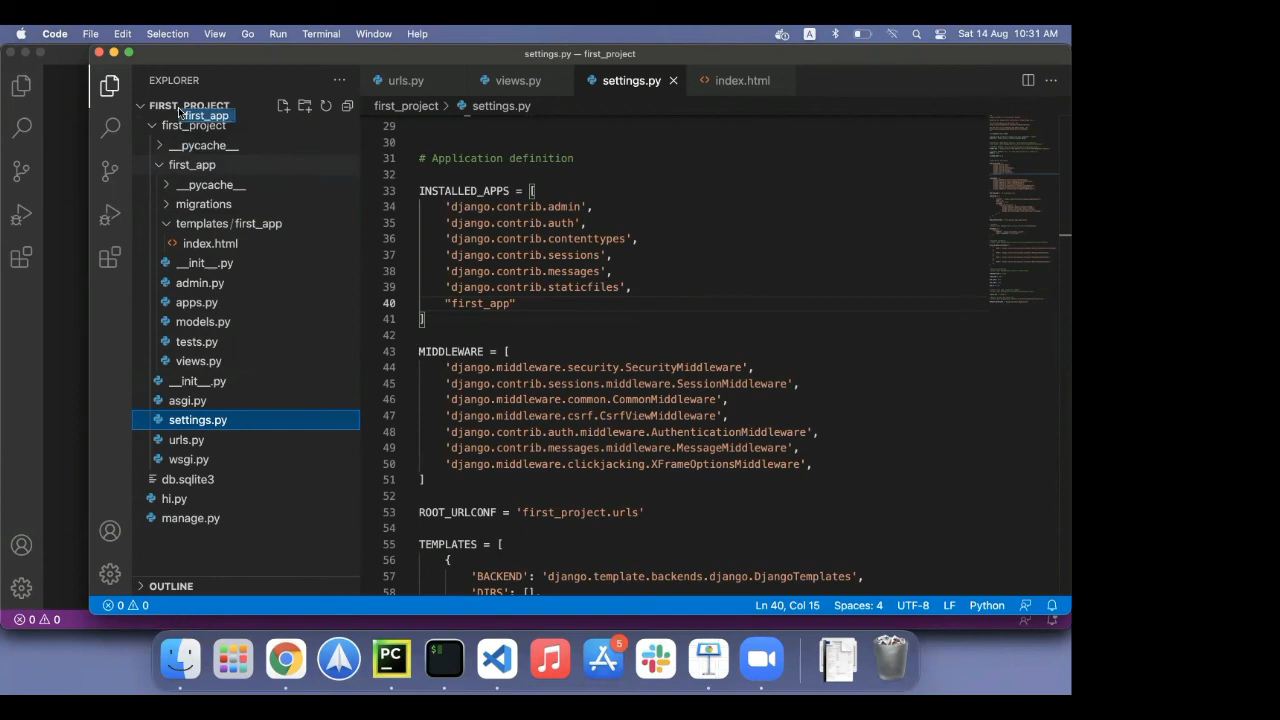 Code File Edit Selection View Go Run Terminal Window Help
A
Sat 14 Aug 10:31 AM
settings.py — first_project
EXPLORER
FIRST_PROJECT
first_app
first_project
__pycache__
first_app
__pycache__
migrations
templates/first_app
index.html
__init__.py
admin.py
apps.py
models.py
tests.py
views.py
__init__.py
asgi.py
settings.py
urls.py
wsgi.py
db.sqlite3
hi.py
manage.py
OUTLINE
urls.py views.py settings.py index.html
first_project > settings.py
29
30
31 # Application definition
32
33 INSTALLED_APPS = [
34 'django.contrib.admin',
35 'django.contrib.auth',
36 'django.contrib.contenttypes',
37 'django.contrib.sessions',
38 'django.contrib.messages',
39 'django.contrib.staticfiles',
40 "first_app"
41 ]
42
43 MIDDLEWARE = [
44 'django.middleware.security.SecurityMiddleware',
45 'django.contrib.sessions.middleware.SessionMiddleware',
46 'django.middleware.common.CommonMiddleware',
47 'django.middleware.csrf.CsrfViewMiddleware',
48 'django.contrib.auth.middleware.AuthenticationMiddleware',
49 'django.contrib.messages.middleware.MessageMiddleware',
50 'django.middleware.clickjacking.XFrameOptionsMiddleware',
51 ]
52
53 ROOT_URLCONF = 'first_project.urls'
54
55 TEMPLATES = [
56 {
57 'BACKEND': 'django.template.backends.django.DjangoTemplates',
58 'DIRS': [],
0 0 Ln 40, Col 15 Spaces: 4 UTF-8 LF Python
0 0
PC
$
5